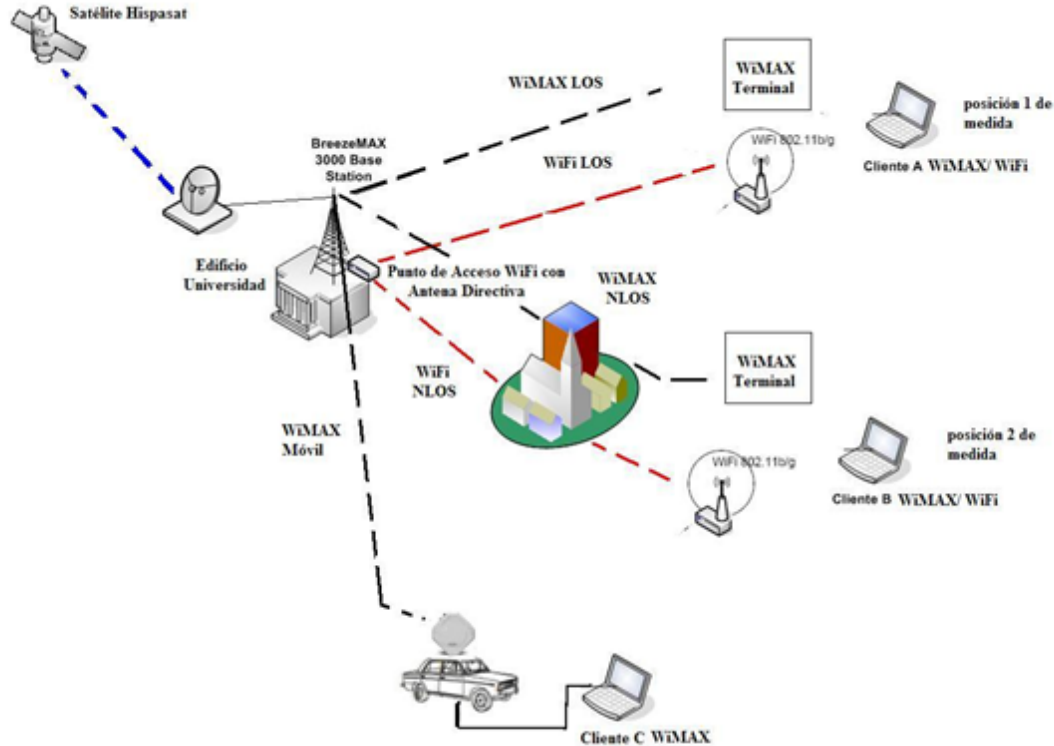 Satélite Hispasat
WiMAX LOS
WiMAX
Terminal
posición 1 de
medida
BreezeMAX
3000 Base
Station
WiFi LOS
WiFi 802.11b/g
Cliente A WiMAX/ WiFi
Edificio
Universidad
Punto de Acceso WiFi con
Antena Directiva
WiMAX
NLOS
WiFi
NLOS
WiMAX
Terminal
WiMAX
Móvil
posición 2 de
medida
WiFi 802.11b/g
Cliente B WiMAX/ WiFi
Cliente C WiMAX